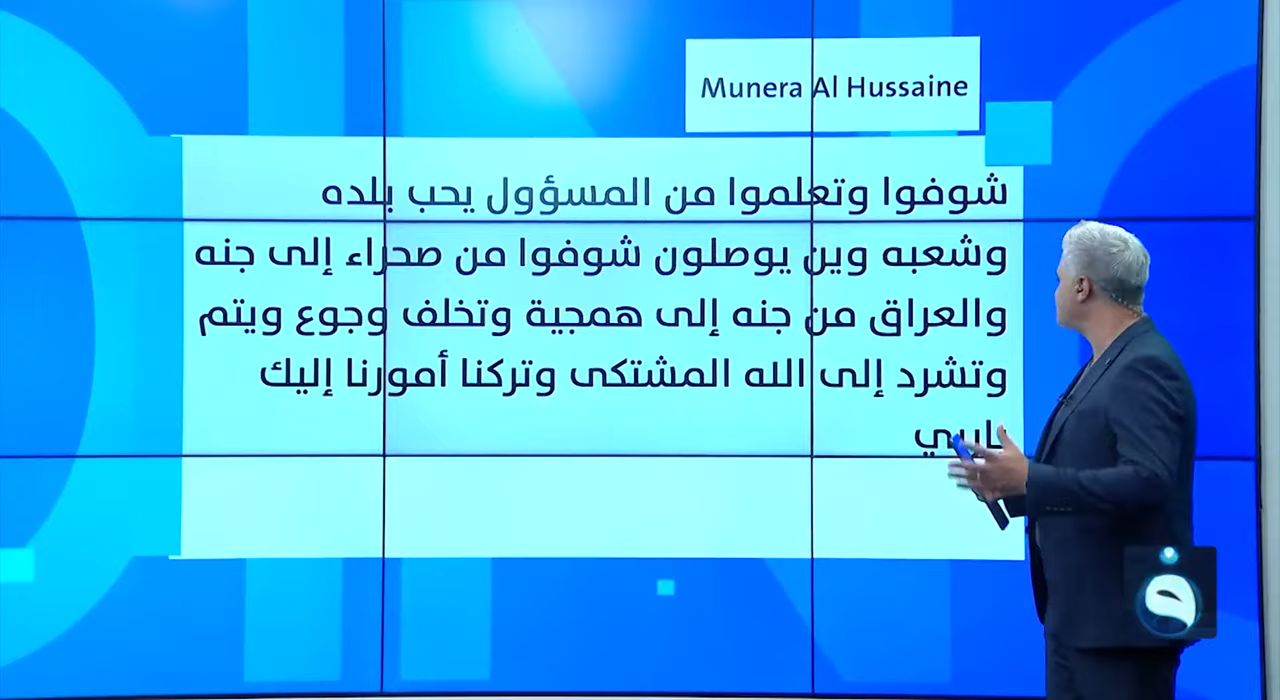 Munera Al Hussaine
شوفوا وتعلموا من المسؤول يحب بلده
وشعبه وين يوصلون شوفوا من صحراء إلى جنه
والعراق من جنه إلى همجية وتخلف وجوع ويتم
وتشرد إلى الله المشتكى وتركنا أمورنا إليك
ياربي